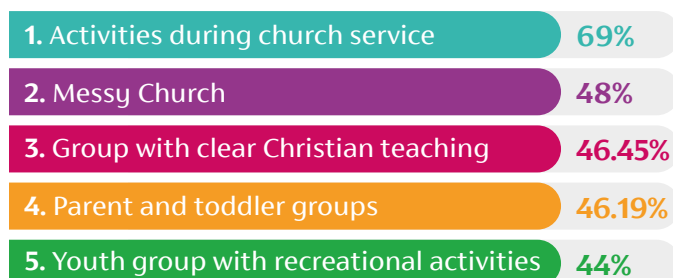 1. Activities during church service 69%
2. Messy Church 48%
3. Group with clear Christian teaching 46.45%
4. Parent and toddler groups 46.19%
5. Youth group with recreational activities 44%